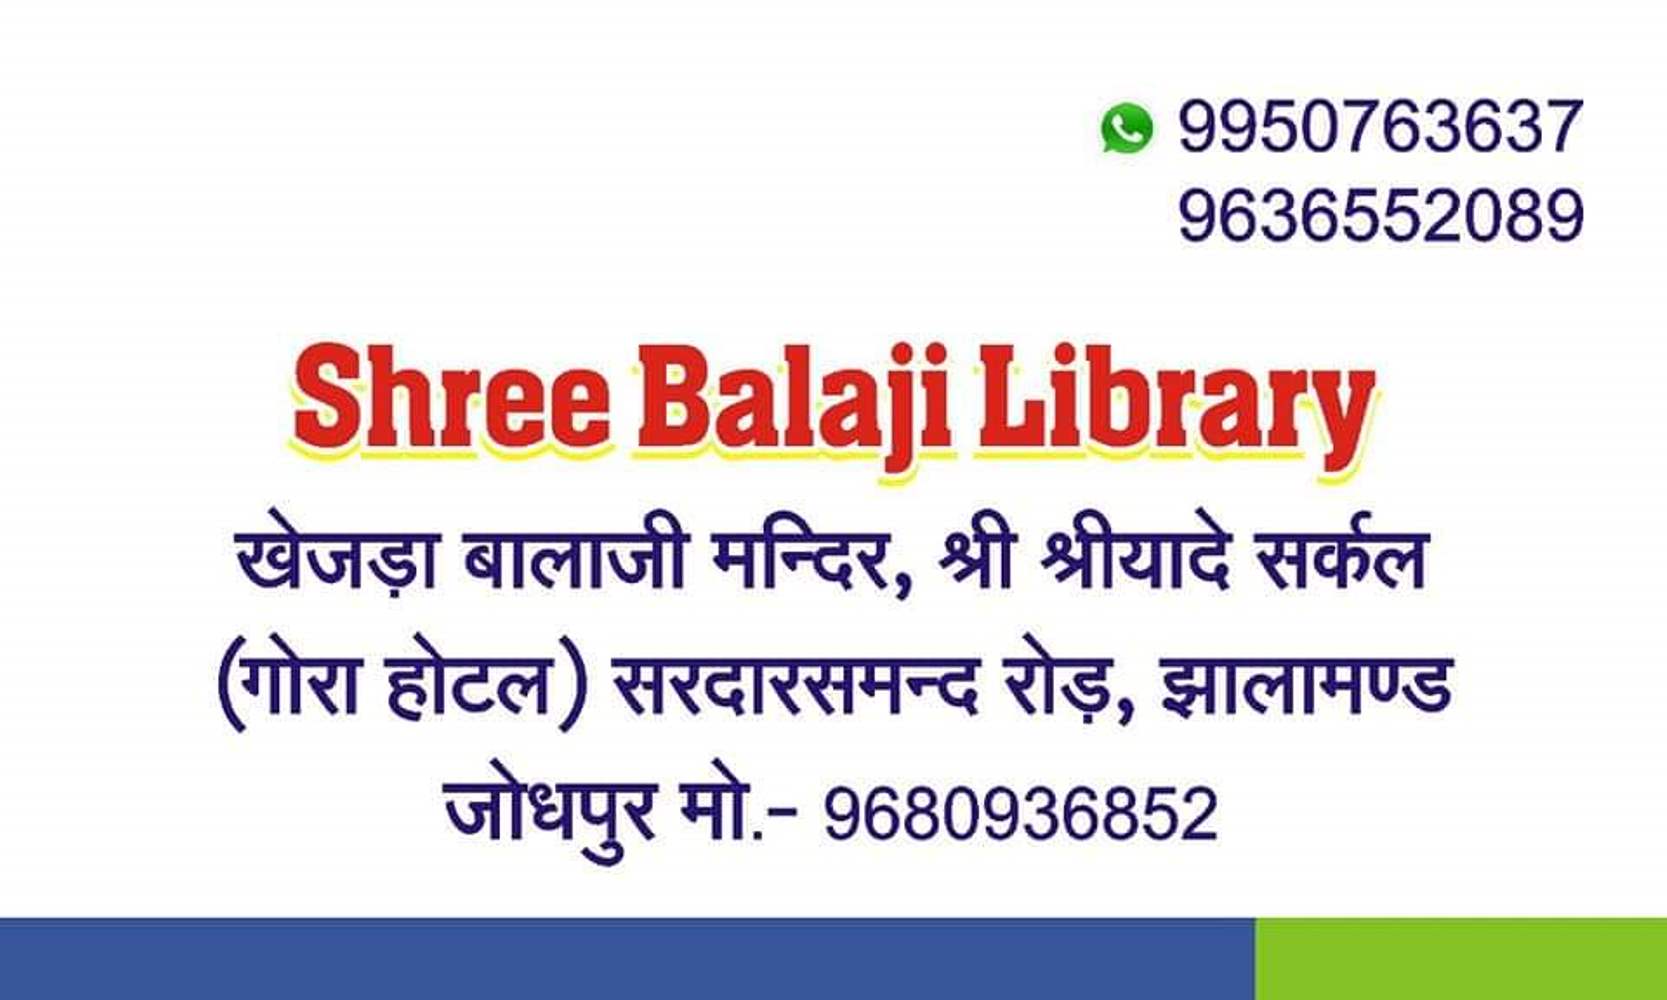 9950763637
9636552089
Shree Balaji Library
खेजड़ा बालाजी मन्दिर, श्री श्रीयादे सर्कल
(गोरा होटल) सरदारसमन्द रोड़, झालामण्ड
जोधपुर मो.- 9680936852